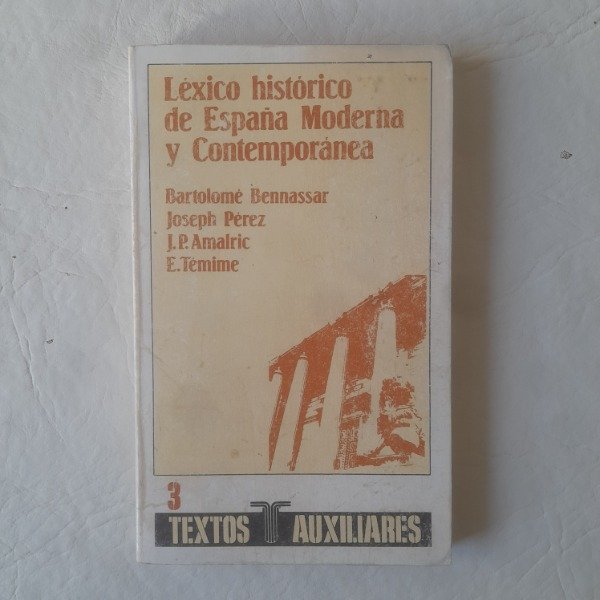 Léxico histórico
de España Moderna
y Contemporánea
Bartolomé Bennassar
Joseph Pérez
J.P. Amalric
E. Témime
3
TEXTOS AUXILIARES